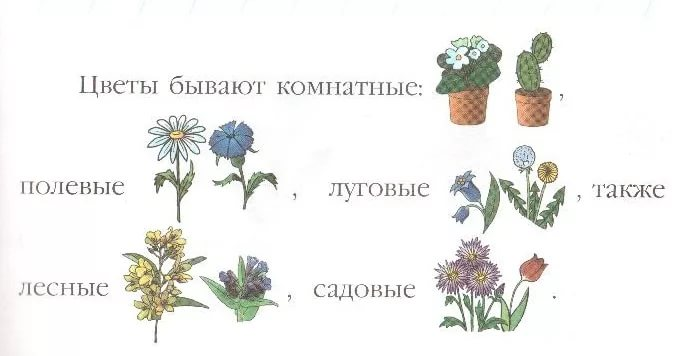 Цветы бывают комнатные: ,
полевые , луговые , также
лесные , садовые .